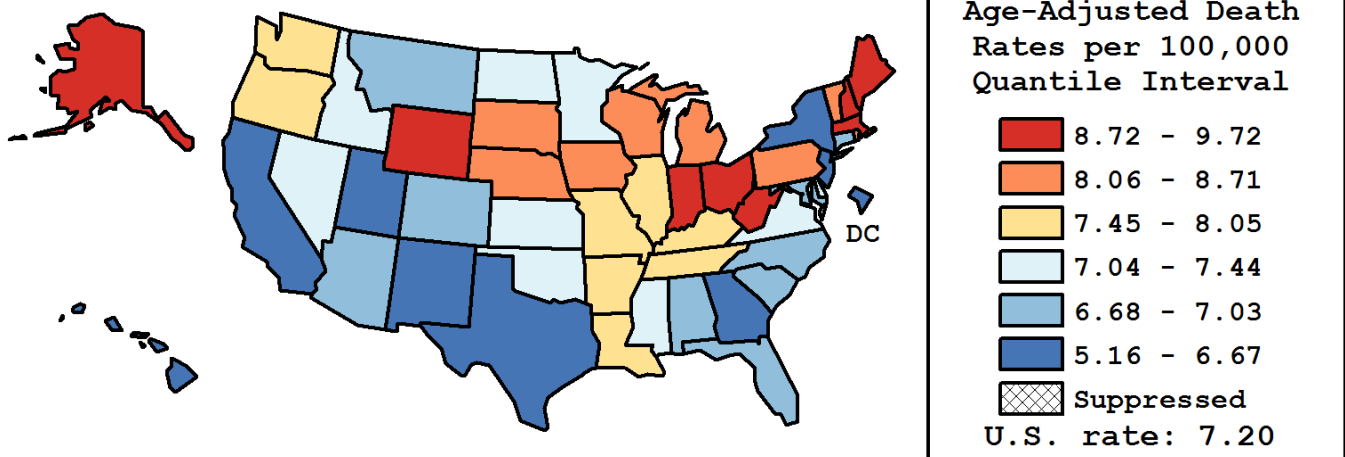 Age-Adjusted Death
Rates per 100,000
Quantile Interval
8.72 - 9.72
8.06 - 8.71
7.45 - 8.05
7.04 - 7.44
6.68 - 7.03
5.16 - 6.67
Suppressed
U.S. rate: 7.20
DC